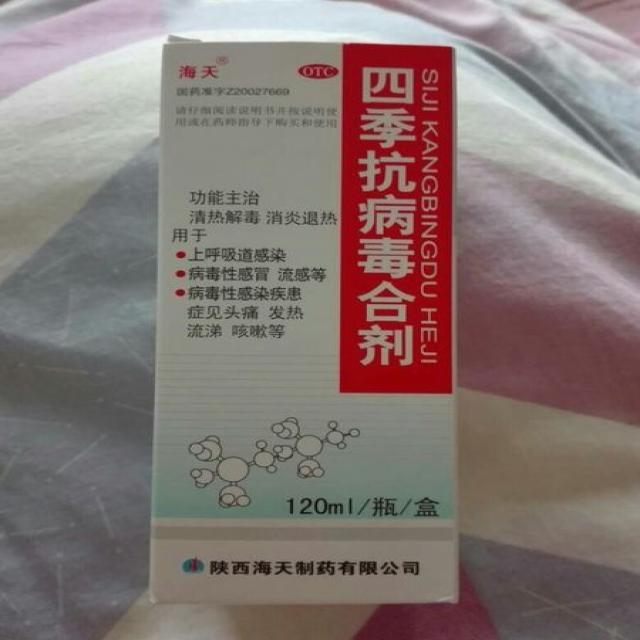 海天®
OTC
国药准字Z20027669
请仔细阅读说明书并按说明使
用或在药师指导下购买和使用
四季抗病毒合剂
SIJI KANGBINGDU HEJI
功能主治
清热解毒 消炎退热
用于
●上呼吸道感染
●病毒性感冒 流感等
●病毒性感染疾患
症见头痛 发热
流涕 咳嗽等
120ml/瓶/盒
陕西海天制药有限公司